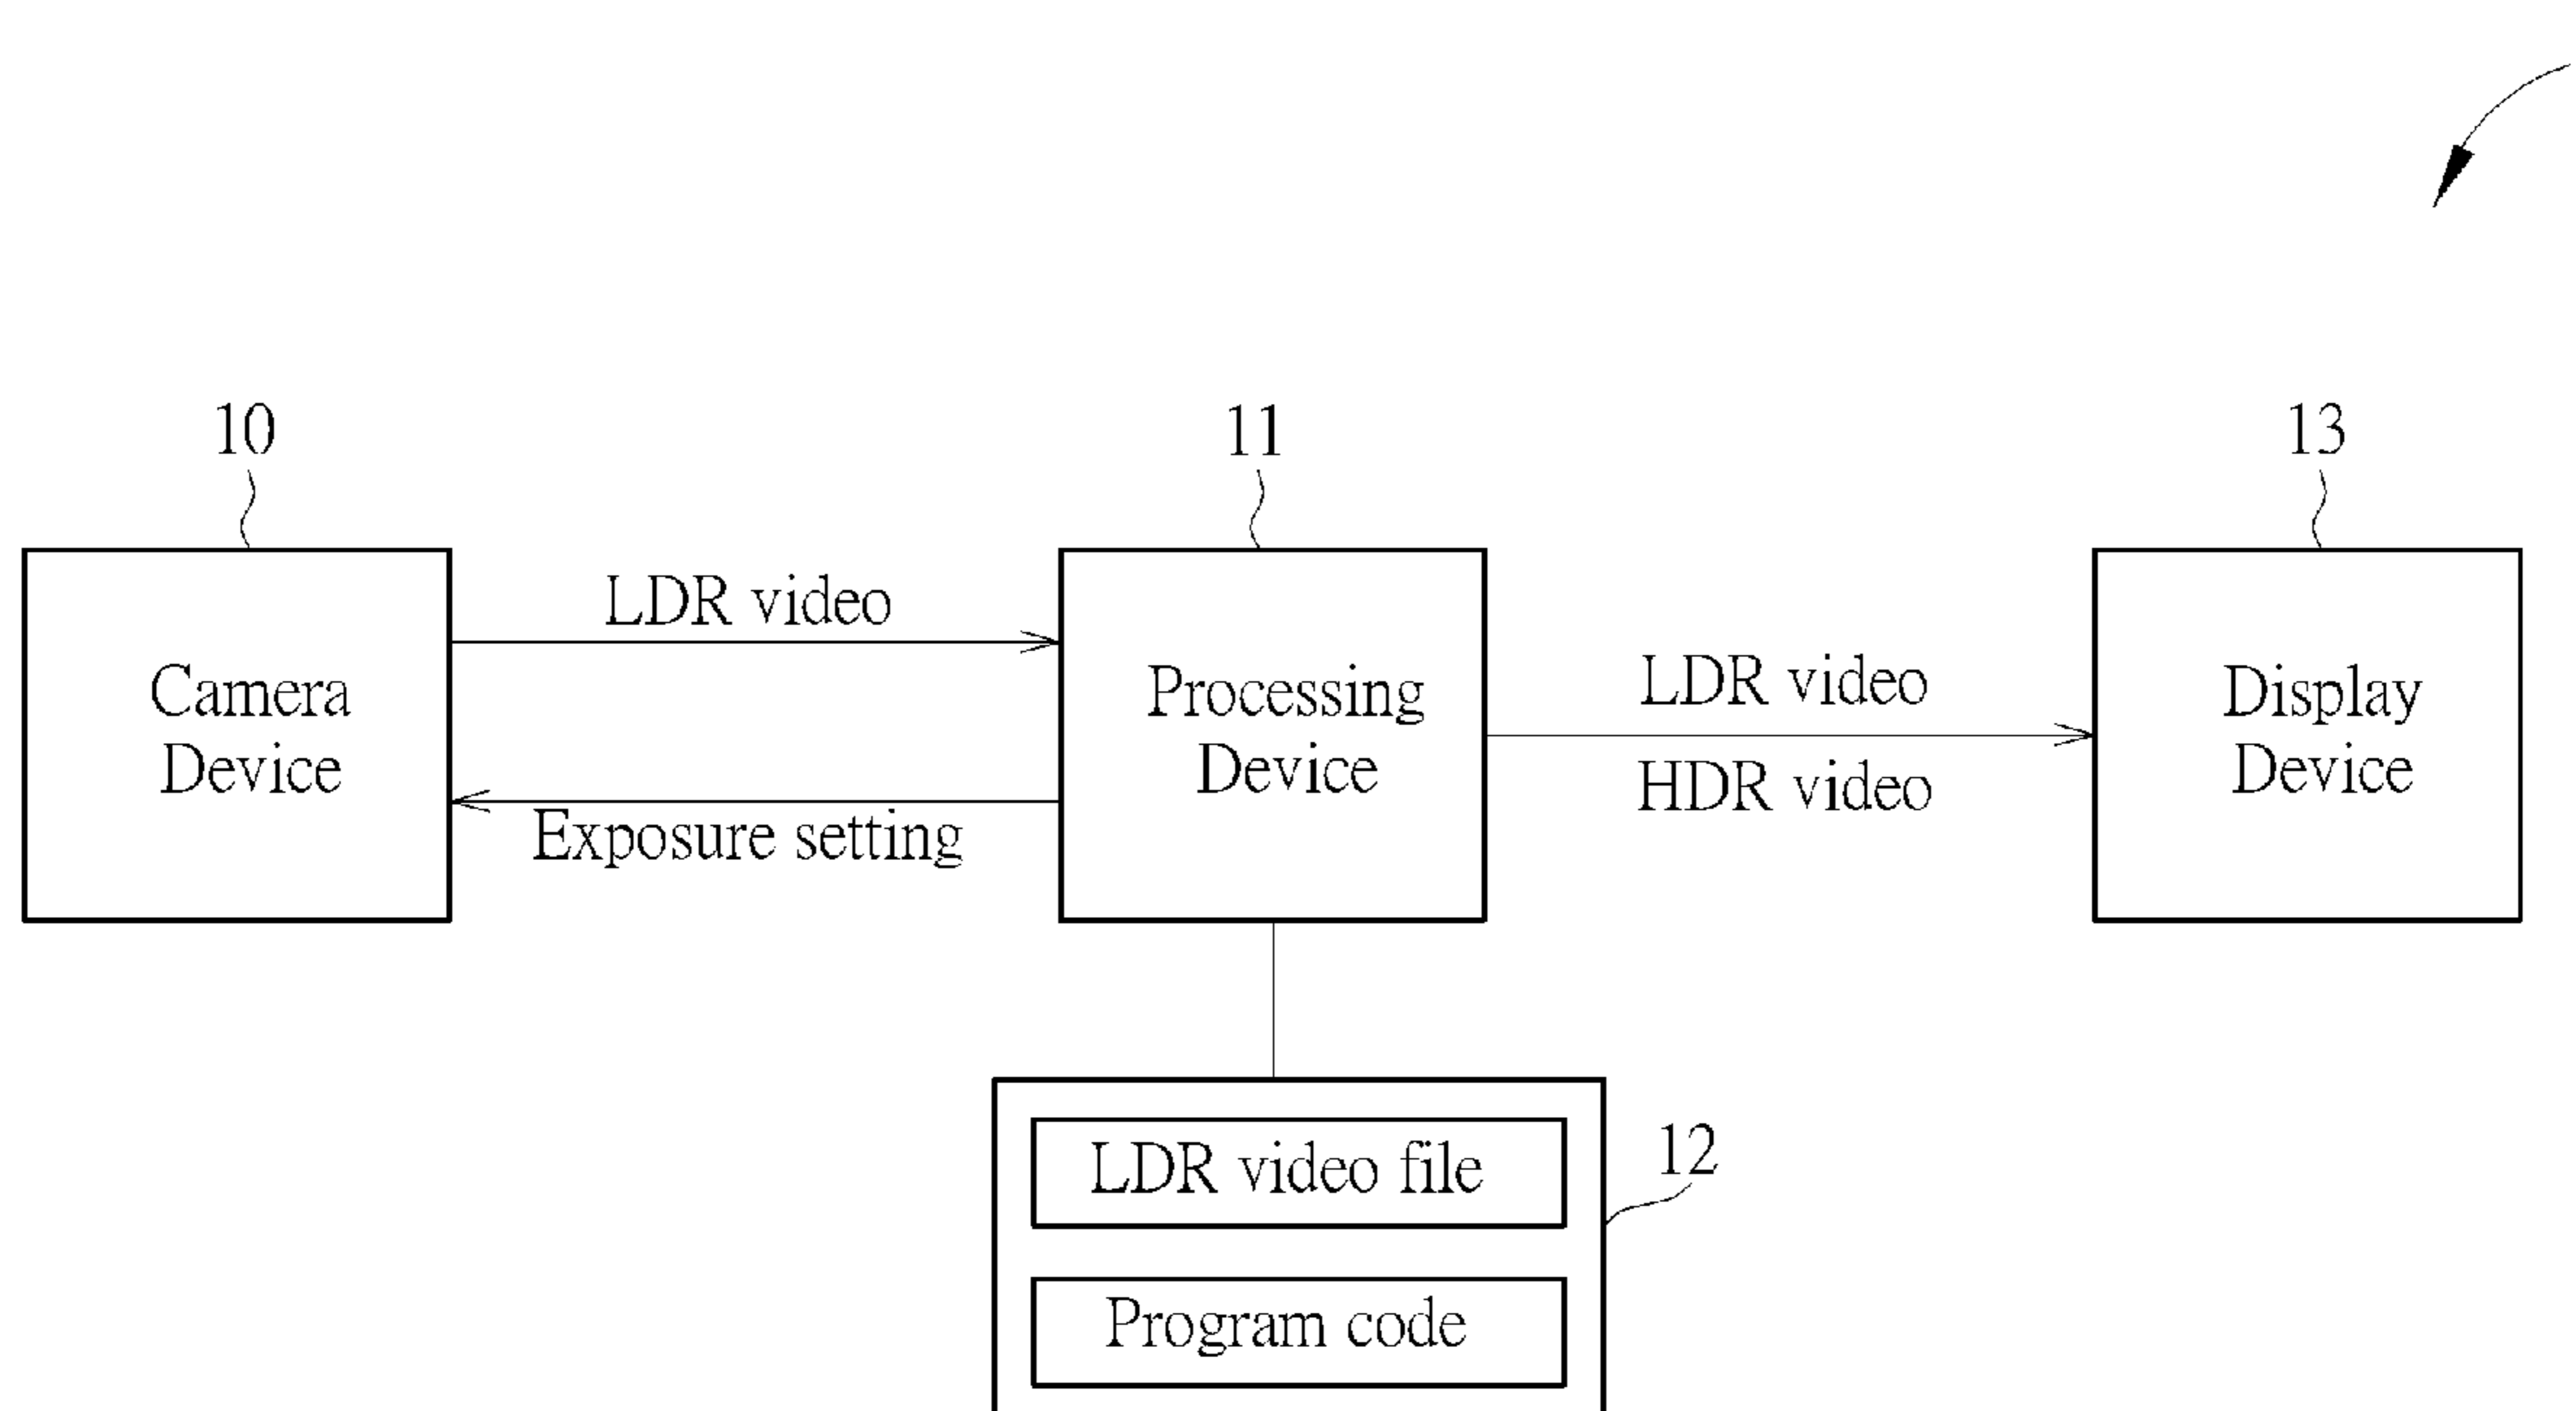 10
11
13
LDR video
Camera
Device
Processing
Device
LDR video
HDR video
Display
Device
Exposure setting
LDR video file
12
Program code